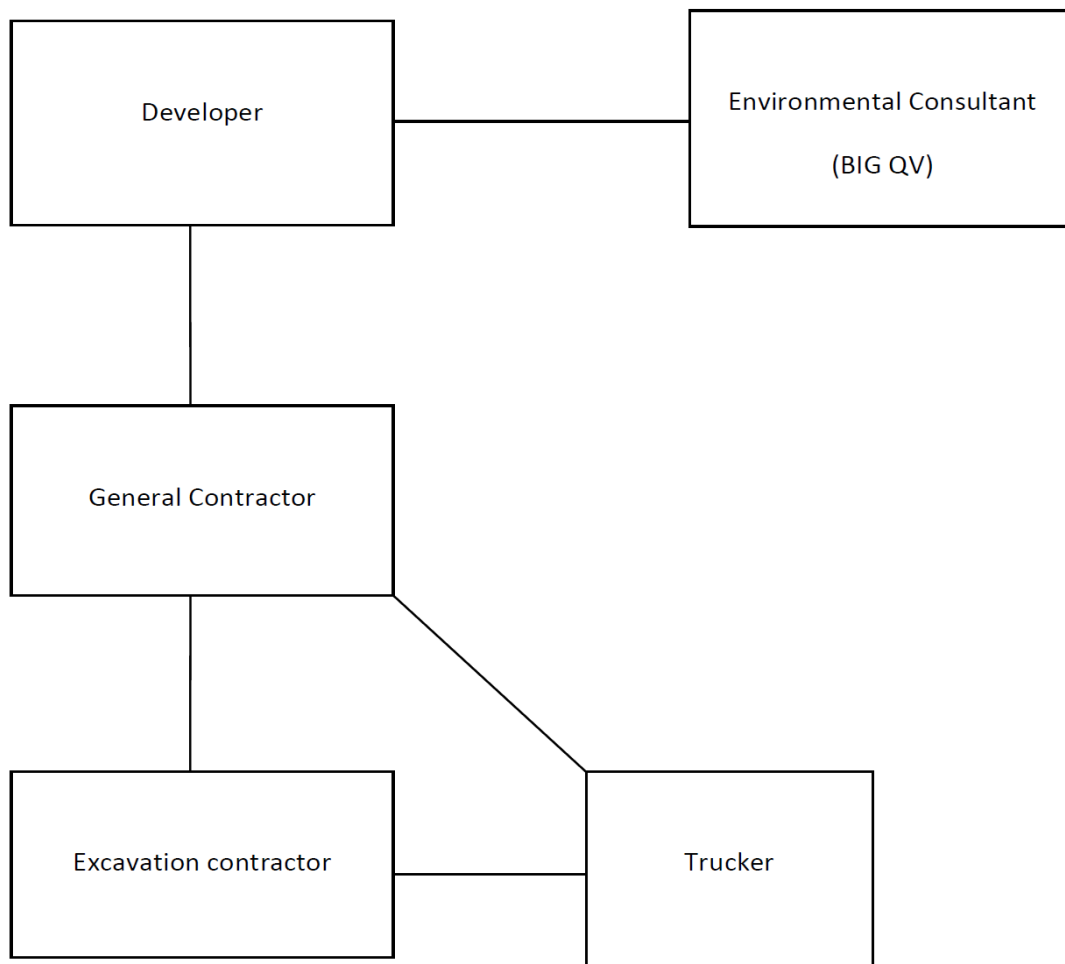 Developer
Environmental Consultant
(BIG QV)
General Contractor
Excavation contractor
Trucker